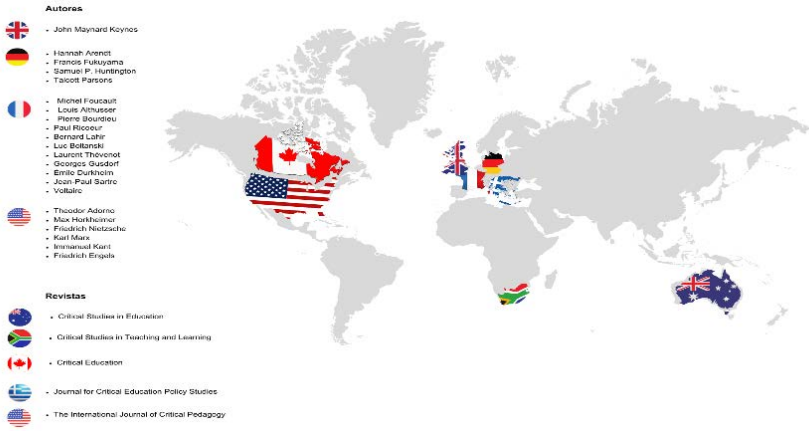 Autores
John Maynard Keynes
Hannah Arendt
Francis Fukuyama
Samuel P. Huntington
Talcott Parsons
Michel Foucault
Louis Althusser
Pierre Bourdieu
Paul Ricoeur
Bernard Lahir
Luc Boltanski
Laurent Thévenot
Georges Gusdorf
Émile Durkheim
Jean-Paul Sartre
Voltaire
Theodor Adorno
Max Horkheimer
Friedrich Nietzsche
Karl Marx
Immanuel Kant
Friedrich Engels
Revistas
Critical Studies in Education
Critical Studies in Teaching and Learning
Critical Education
Journal for Critical Education Policy Studies
The International Journal of Critical Pedagogy